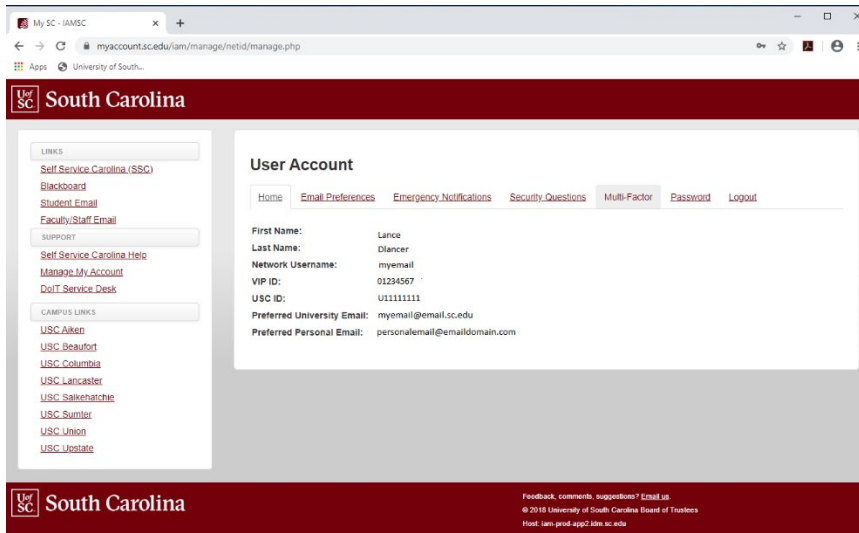 My SC - IAMSC
myaccount.sc.edu/iam/manage/netid/manage.php
Apps University of South...
UofSC South Carolina
LINKS
Self Service Carolina (SSC)
Blackboard
Student Email
Faculty/Staff Email
SUPPORT
Self Service Carolina Help
Manage My Account
DoIT Service Desk
CAMPUS LINKS
USC Aiken
USC Beaufort
USC Columbia
USC Lancaster
USC Salkehatchie
USC Sumter
USC Union
USC Upstate
User Account
Home Email Preferences Emergency Notifications Security Questions Multi-Factor Password Logout
First Name: Lance
Last Name: Dlancer
Network Username: myemail
VIP ID: 01234567
USC ID: U11111111
Preferred University Email: myemail@email.sc.edu
Preferred Personal Email: personalemail@emaildomain.com
UofSC South Carolina
Feedback, comments, suggestions? Email us.
© 2018 University of South Carolina Board of Trustees
Host: iam-prod-app2.idm.sc.edu